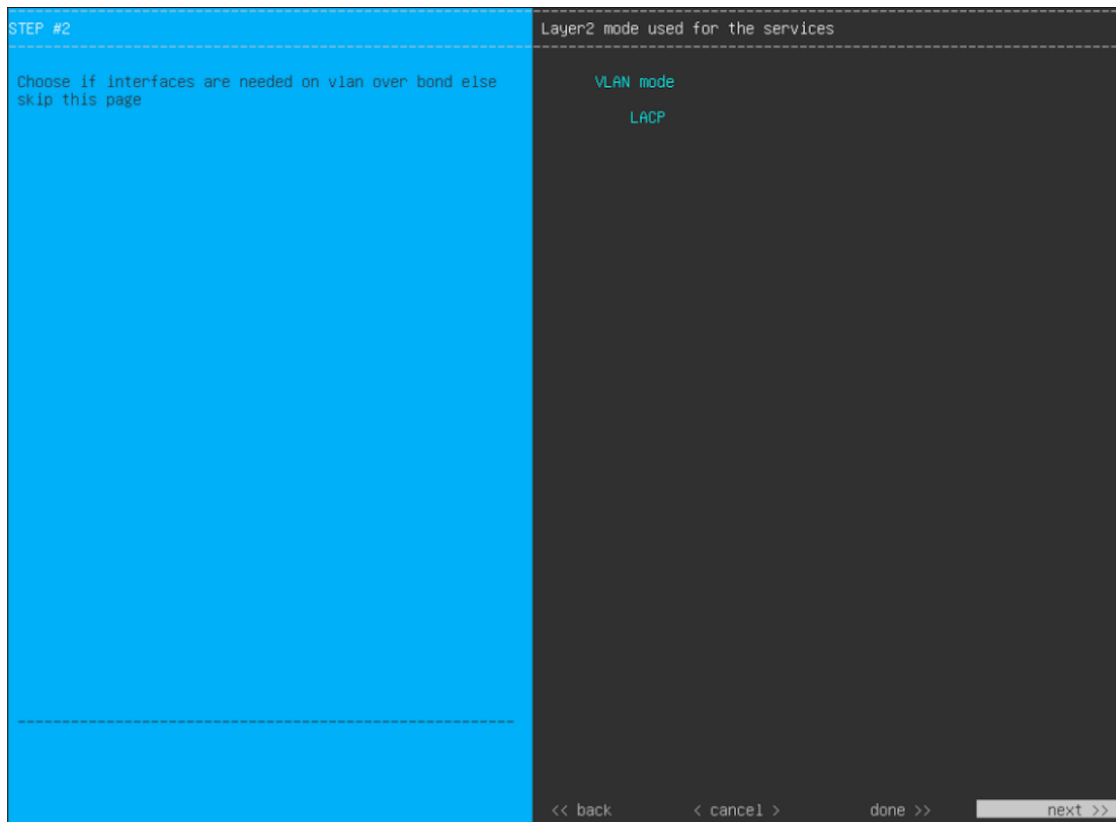 STEP #2
Choose if interfaces are needed on vlan over bond else
skip this page
Layer2 mode used for the services
VLAN mode
LACP
<< back < cancel > done >> next >>